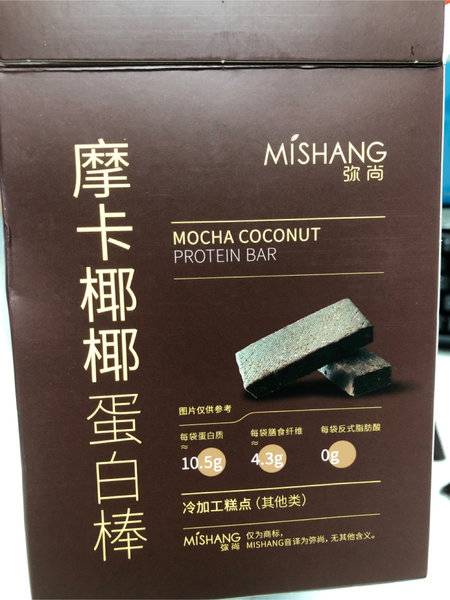 MíSHANG
弥尚
摩卡椰椰蛋白棒
MOCHA COCONUT
PROTEIN BAR
图片仅供参考
每袋蛋白质 每袋膳食纤维 每袋反式脂肪酸
≈ ≈
10.5g 4.3g 0g
冷加工糕点（其他类）
MíSHANG 仅为商标，
弥尚 MISHANG音译为弥尚，无其他含义。